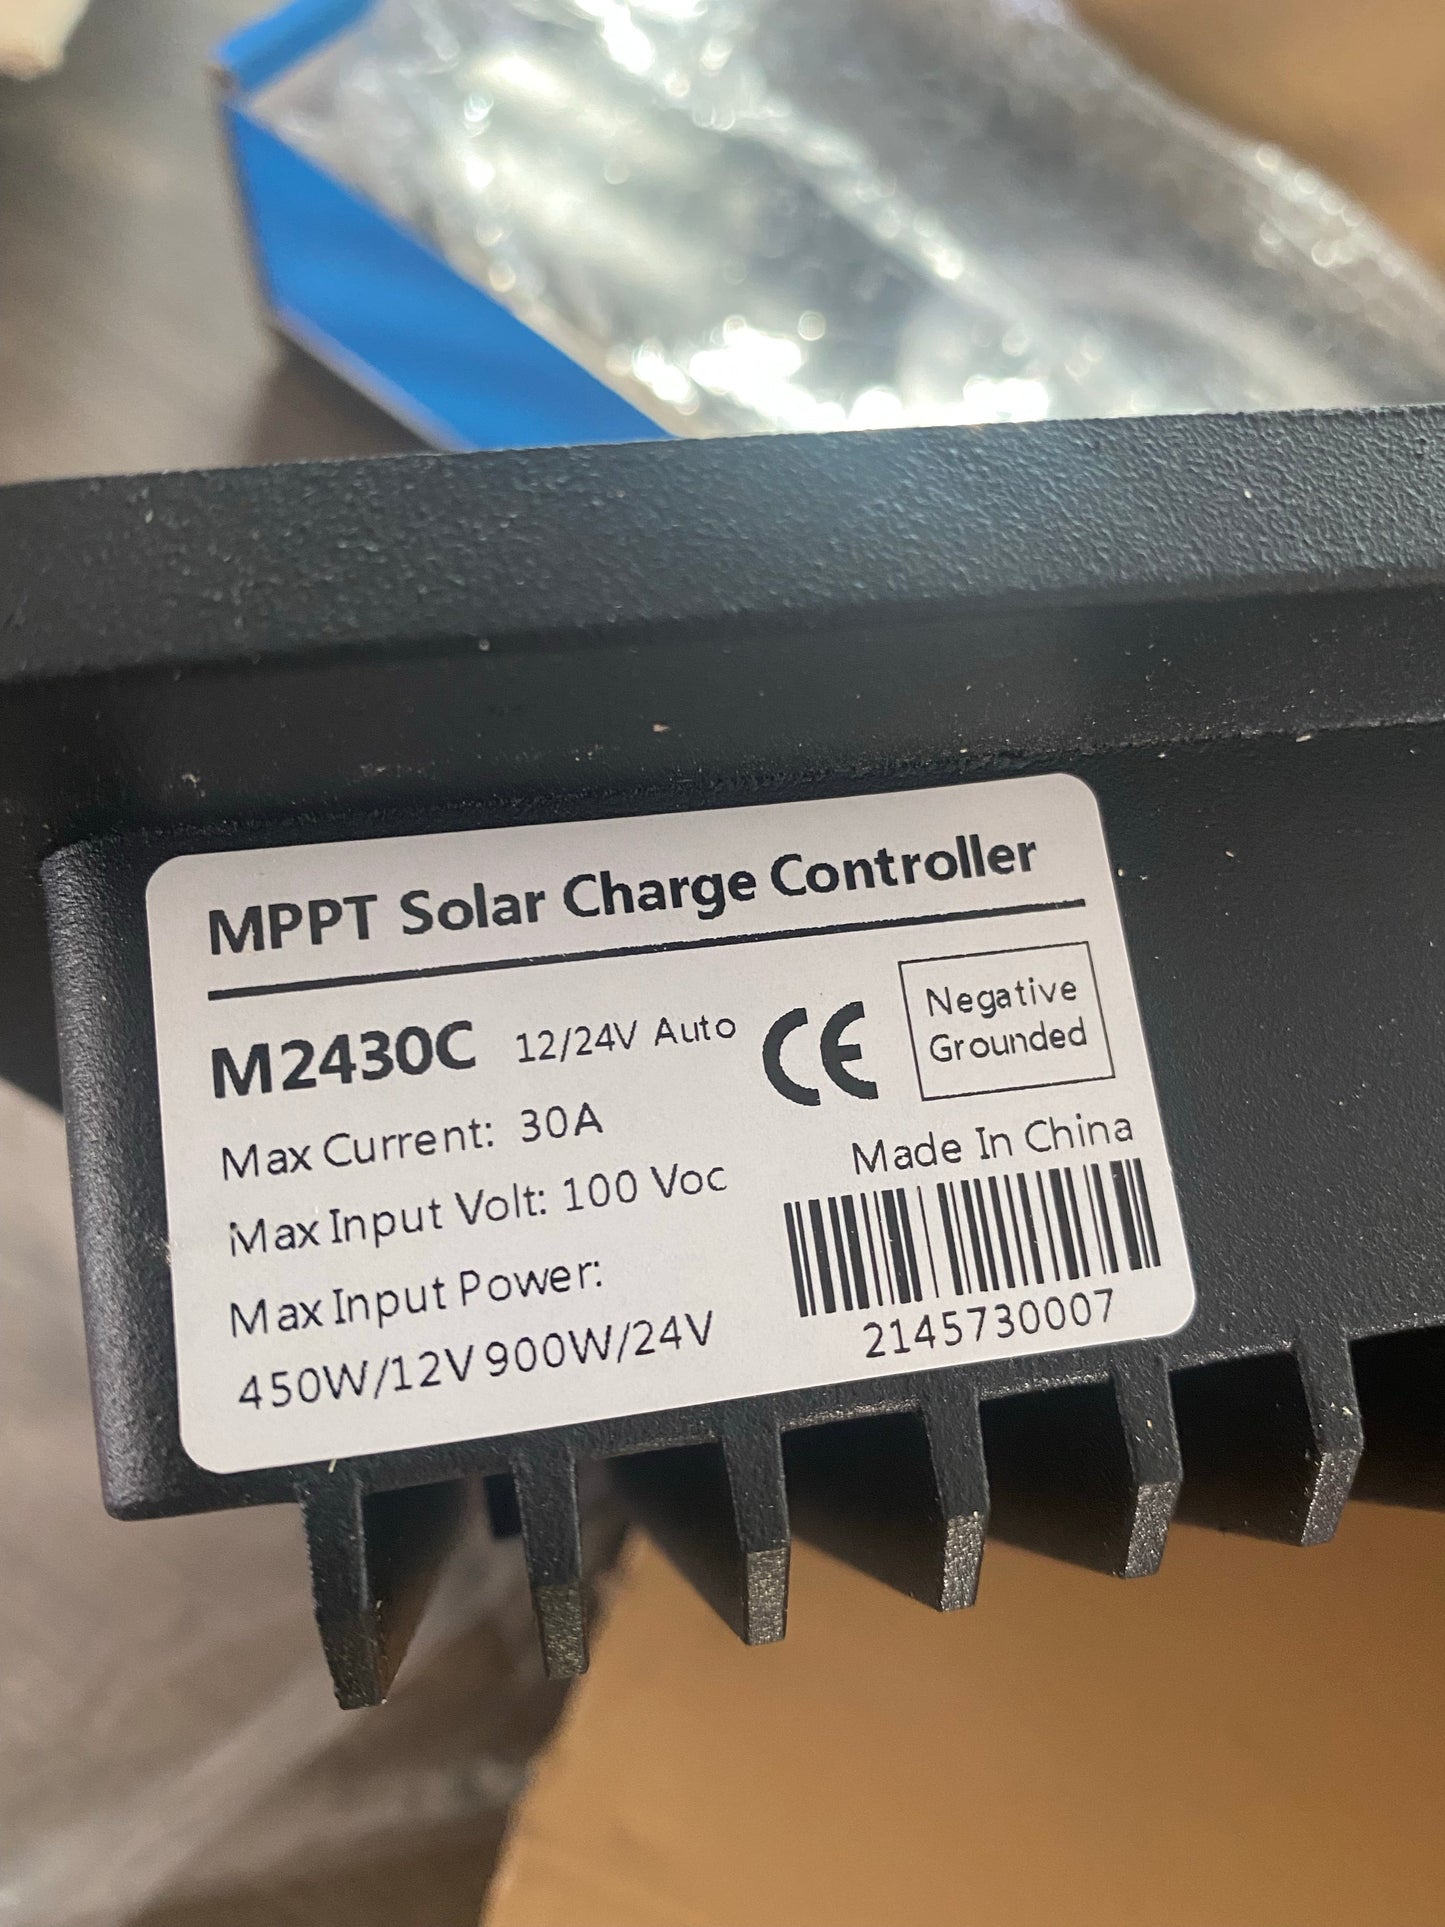 MPPT Solar Charge Controller
M2430C 12/24V Auto
CE
Negative
Grounded
Max Current: 30A
Max Input Volt: 100 Voc
Max Input Power:
450W/12V 900W/24V
Made In China
2145730007